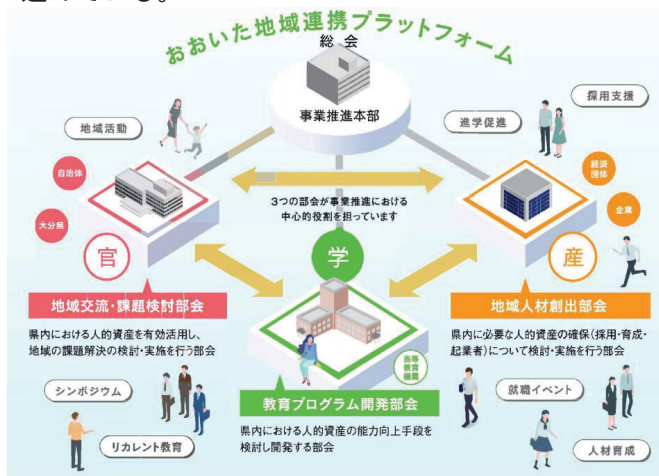 進めている。
おおいた地域連携プラットフォーム
総会
事業推進本部
地域活動
進学促進
採用支援
自治体
大分県
経済
団体
企業
3つの部会が事業推進における
中心的役割を担っています
官
学
産
地域交流・課題検討部会
県内における人的資産を有効活用し、
地域の課題解決の検討・実施を行う部会
地域人材創出部会
県内に必要な人的資産の確保(採用・育成・
起業者)について検討・実施を行う部会
高等
教育
機関
教育プログラム開発部会
県内における人的資産の能力向上手段を
検討し開発する部会
シンポジウム
リカレント教育
就職イベント
人材育成